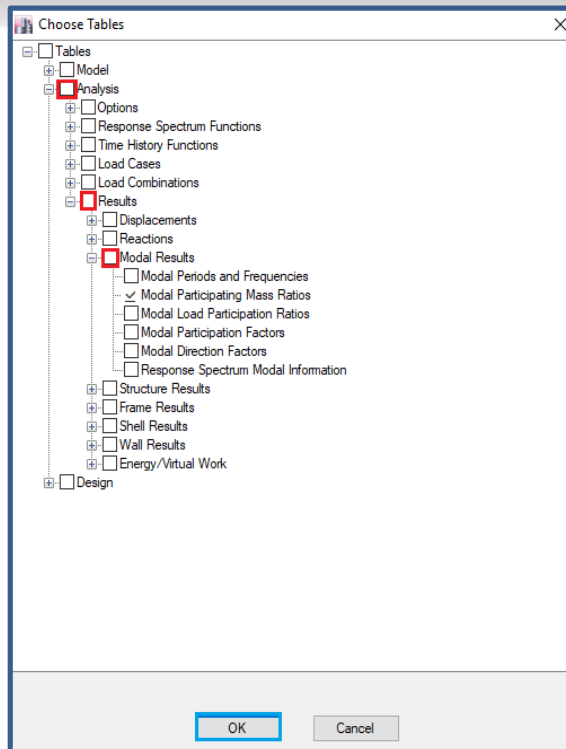 Choose Tables
Tables
Model
Analysis
Options
Response Spectrum Functions
Time History Functions
Load Cases
Load Combinations
Results
Displacements
Reactions
Modal Results
Modal Periods and Frequencies
Modal Participating Mass Ratios
Modal Load Participation Ratios
Modal Participation Factors
Modal Direction Factors
Response Spectrum Modal Information
Structure Results
Frame Results
Shell Results
Wall Results
Energy/Virtual Work
Design
OK
Cancel